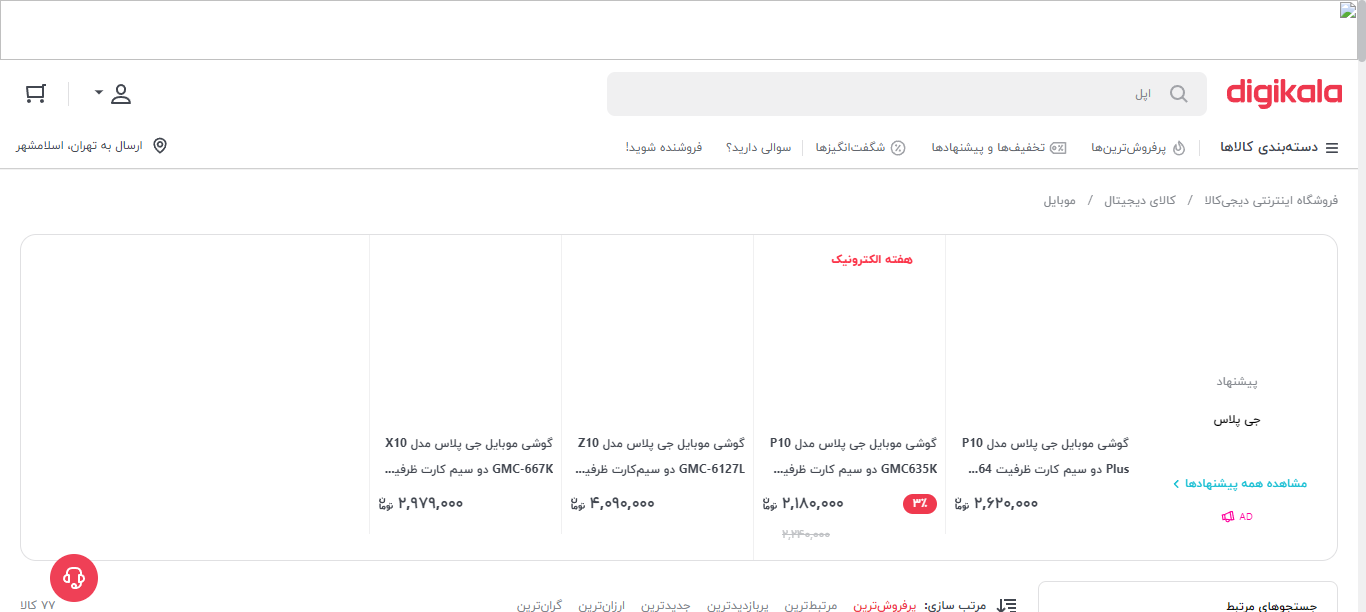 digikala
اپل
دسته‌بندی کالاها
پرفروش‌ترین‌ها
تخفیف‌ها و پیشنهادها
شگفت‌انگیزها
سوالی دارید؟
فروشنده شوید!
ارسال به تهران، اسلامشهر
فروشگاه اینترنتی دیجی‌کالا / کالای دیجیتال / موبایل
پیشنهاد
جی پلاس
مشاهده همه پیشنهادها
AD
گوشی موبایل جی پلاس مدل P10
Plus دو سیم کارت ظرفیت 64...
۲,۶۲۰,۰۰۰ تومان
هفته الکترونیک
گوشی موبایل جی پلاس مدل P10
GMC635K دو سیم کارت ظرفیـ...
۳٪ ۲,۱۸۰,۰۰۰ تومان
۲,۲۴۰,۰۰۰
گوشی موبایل جی پلاس مدل Z10
GMC-6127L دو سیم‌کارت ظرفیـ...
۴,۰۹۰,۰۰۰ تومان
گوشی موبایل جی پلاس مدل X10
GMC-667K دو سیم کارت ظرفیـ...
۲,۹۷۹,۰۰۰ تومان
جستجوهای مرتبط
مرتب سازی: پرفروش‌ترین مرتبط‌ترین پربازدیدترین جدیدترین ارزان‌ترین گران‌ترین
۷۷ کالا